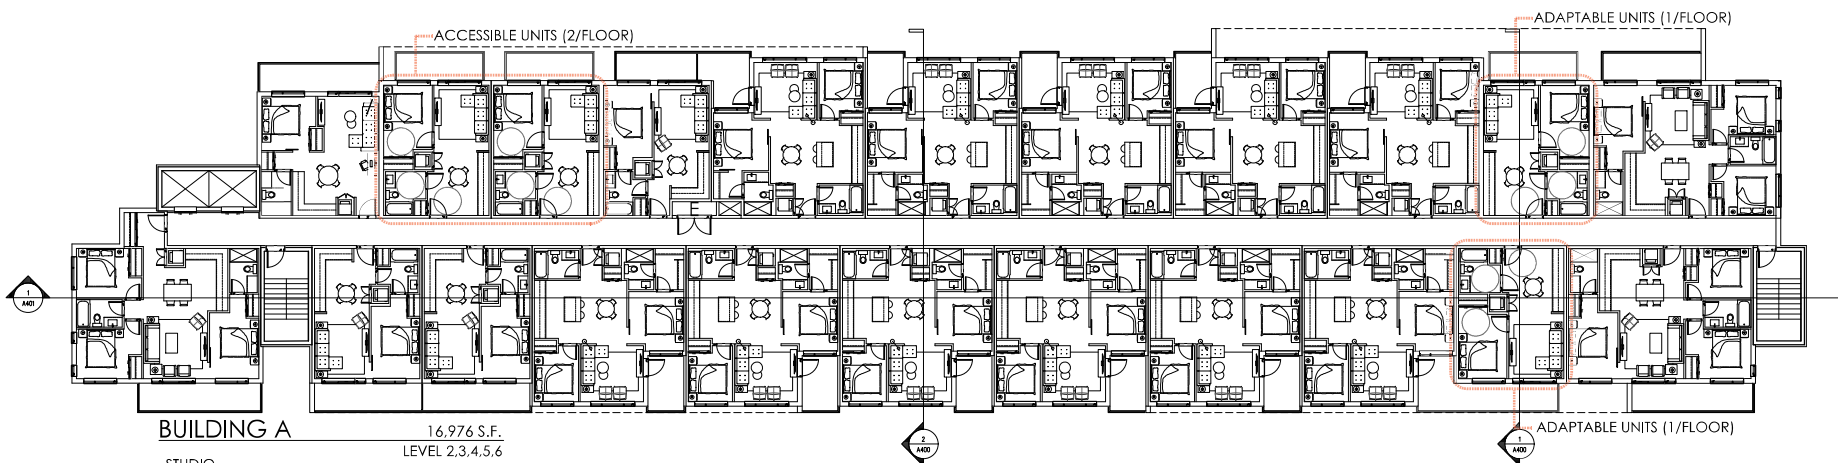 ADAPTABLE UNITS (1/FLOOR)
ACCESSIBLE UNITS (2/FLOOR)
1
A401
BUILDING A
16,976 S.F.
LEVEL 2,3,4,5,6
2
A400
1
A400
ADAPTABLE UNITS (1/FLOOR)
STUDIO